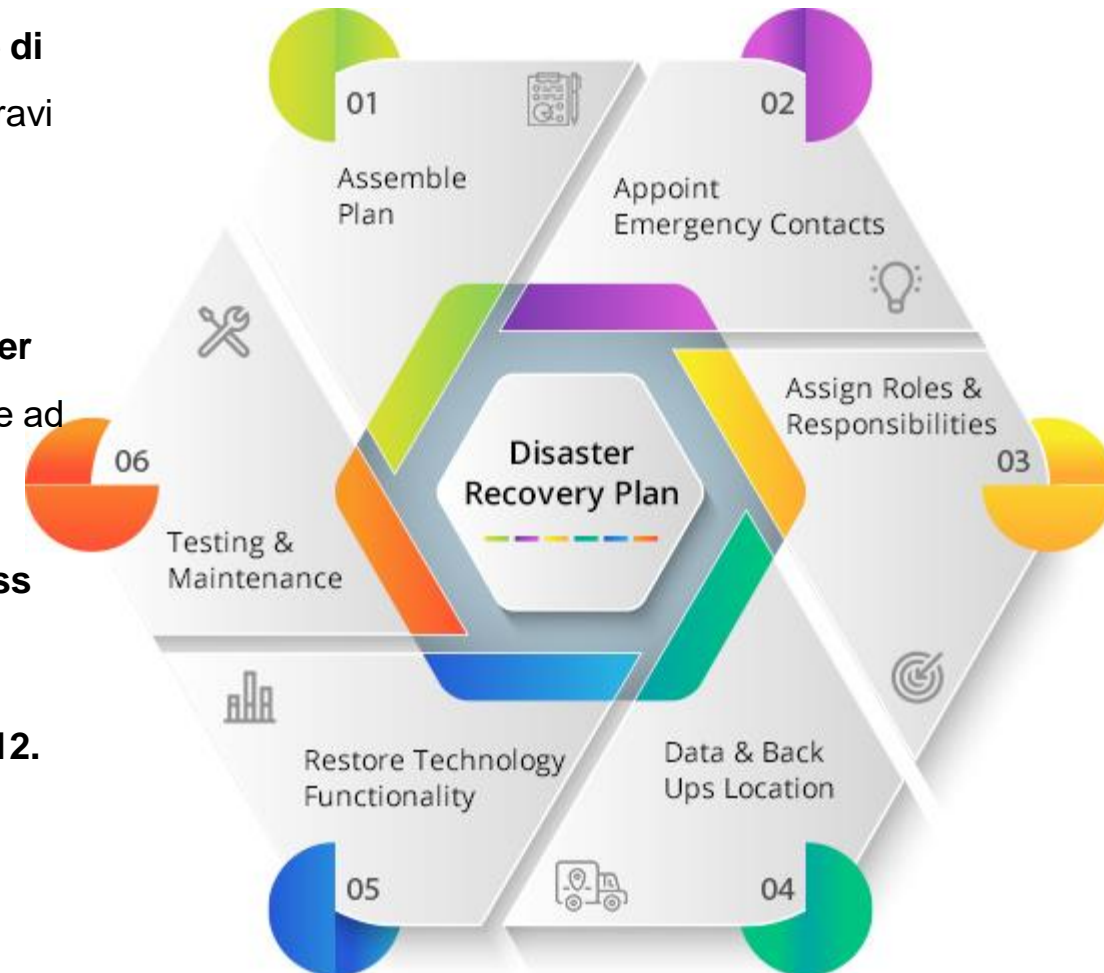 di
ravi
er
e ad
ss
12.
01
Assemble
Plan
02
Appoint
Emergency Contacts
Assign Roles &
Responsibilities
03
Data & Back
Ups Location
04
Restore Technology
Functionality
05
06
Testing &
Maintenance
Disaster
Recovery Plan